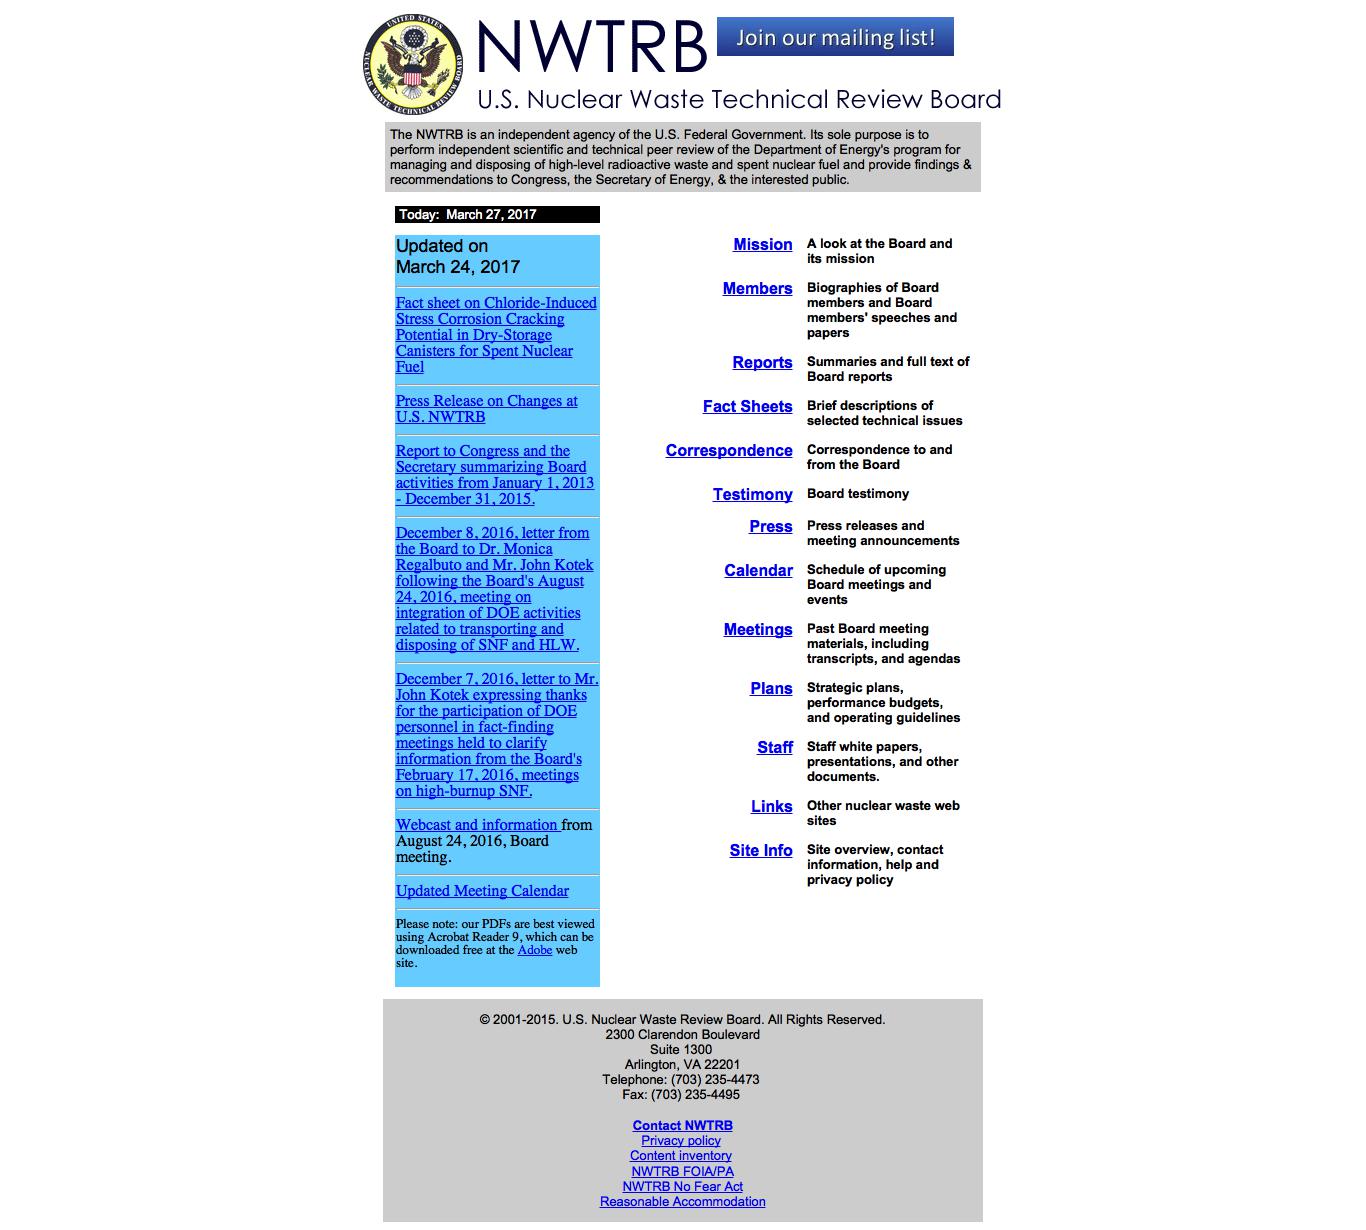 UNITED STATES
NUCLEAR WASTE TECHNICAL REVIEW BOARD
NWTRB
Join our mailing list!
U.S. Nuclear Waste Technical Review Board
The NWTRB is an independent agency of the U.S. Federal Government. Its sole purpose is to
perform independent scientific and technical peer review of the Department of Energy's program for
managing and disposing of high-level radioactive waste and spent nuclear fuel and provide findings &
recommendations to Congress, the Secretary of Energy, & the interested public.
Today: March 27, 2017
Updated on
March 24, 2017
Fact sheet on Chloride-Induced
Stress Corrosion Cracking
Potential in Dry-Storage
Canisters for Spent Nuclear
Fuel
Press Release on Changes at
U.S. NWTRB
Report to Congress and the
Secretary summarizing Board
activities from January 1, 2013
- December 31, 2015.
December 8, 2016, letter from
the Board to Dr. Monica
Regalbuto and Mr. John Kotek
following the Board's August
24, 2016, meeting on
integration of DOE activities
related to transporting and
disposing of SNF and HLW.
December 7, 2016, letter to Mr.
John Kotek expressing thanks
for the participation of DOE
personnel in fact-finding
meetings held to clarify
information from the Board's
February 17, 2016, meetings
on high-burnup SNF.
Webcast and information from
August 24, 2016, Board
meeting.
Updated Meeting Calendar
Please note: our PDFs are best viewed
using Acrobat Reader 9, which can be
downloaded free at the Adobe web
site.
Mission
A look at the Board and
its mission
Members
Biographies of Board
members and Board
members' speeches and
papers
Reports
Summaries and full text of
Board reports
Fact Sheets
Brief descriptions of
selected technical issues
Correspondence
Correspondence to and
from the Board
Testimony
Board testimony
Press
Press releases and
meeting announcements
Calendar
Schedule of upcoming
Board meetings and
events
Meetings
Past Board meeting
materials, including
transcripts, and agendas
Plans
Strategic plans,
performance budgets,
and operating guidelines
Staff
Staff white papers,
presentations, and other
documents.
Links
Other nuclear waste web
sites
Site Info
Site overview, contact
information, help and
privacy policy
© 2001-2015. U.S. Nuclear Waste Review Board. All Rights Reserved.
2300 Clarendon Boulevard
Suite 1300
Arlington, VA 22201
Telephone: (703) 235-4473
Fax: (703) 235-4495
Contact NWTRB
Privacy policy
Content inventory
NWTRB FOIA/PA
NWTRB No Fear Act
Reasonable Accommodation